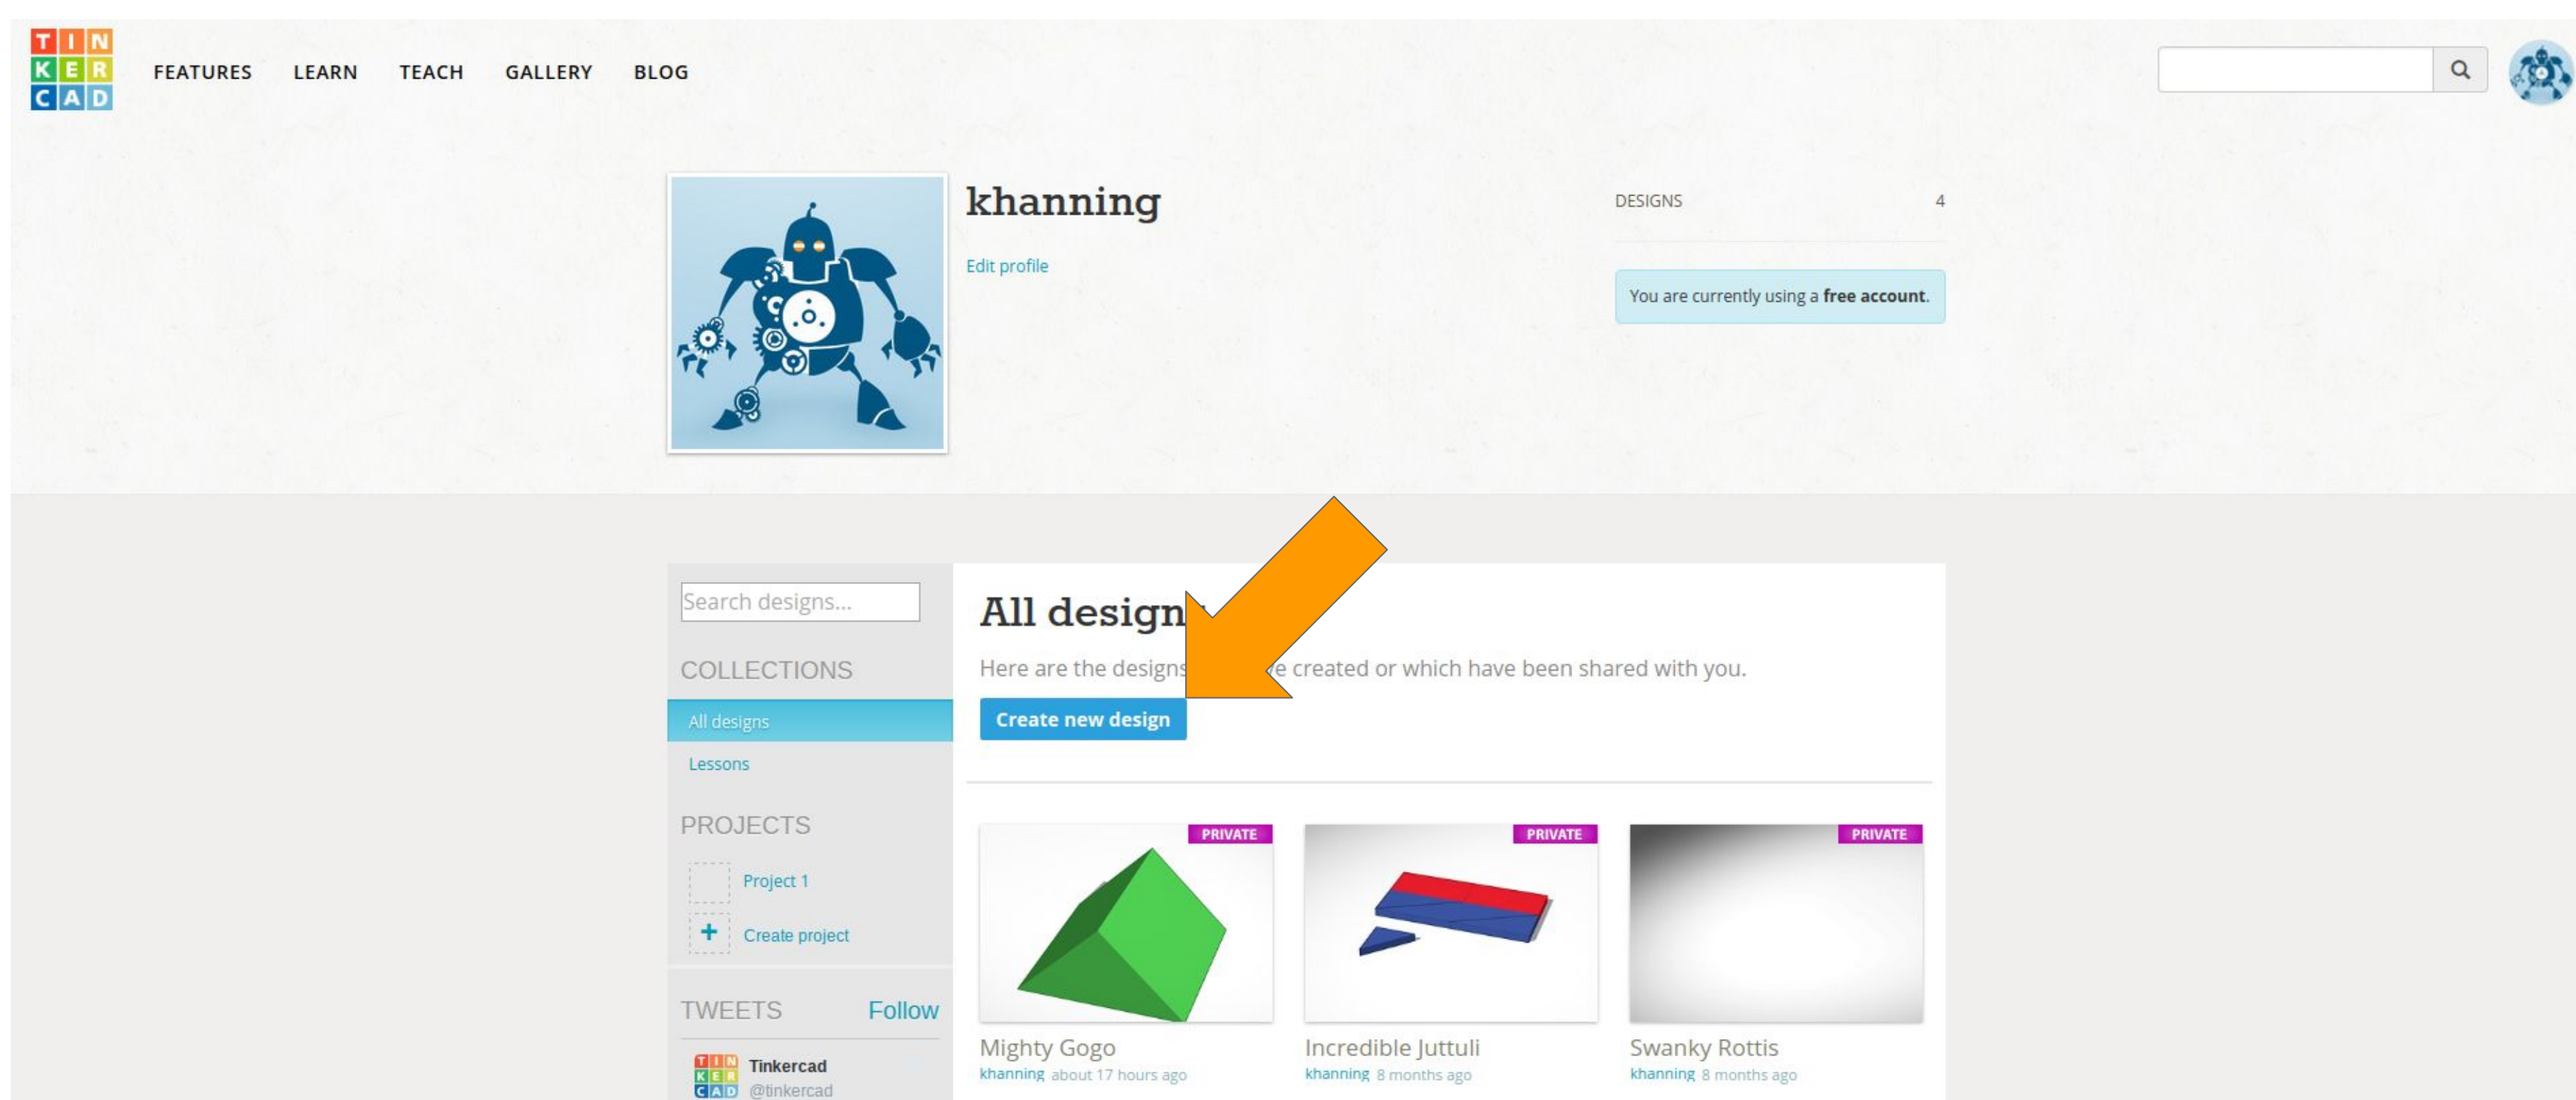 TIN
KER
CAD
FEATURES LEARN TEACH GALLERY BLOG
khanning
Edit profile
DESIGNS 4
You are currently using a free account.
Search designs...
COLLECTIONS
All designs
Lessons
PROJECTS
Project 1
+ Create project
TWEETS Follow
TIN
KER
CAD
Tinkercad
@tinkercad
All design
Here are the designs e created or which have been shared with you.
Create new design
PRIVATE
Mighty Gogo
khanning about 17 hours ago
PRIVATE
Incredible Juttuli
khanning 8 months ago
PRIVATE
Swanky Rottis
khanning 8 months ago